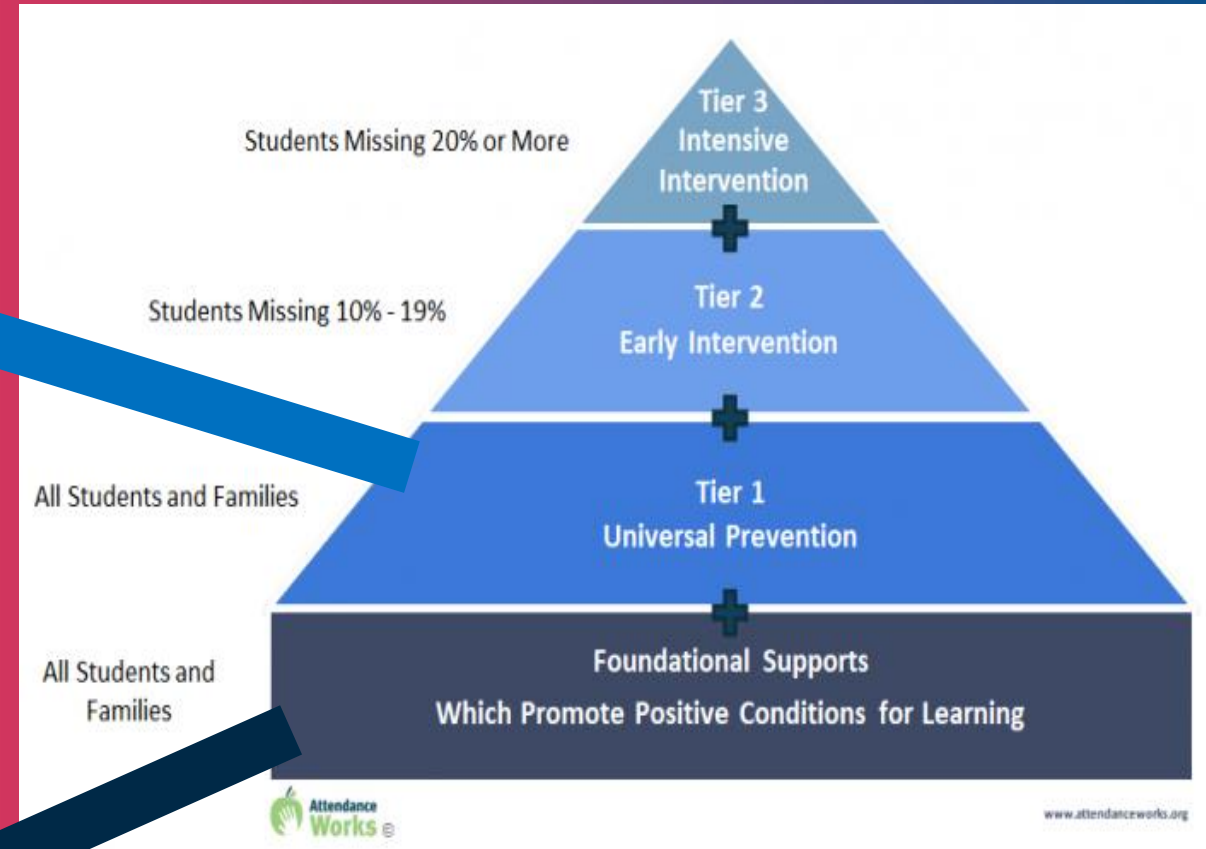 Tier 3
Intensive
Intervention
Students Missing 20% or More
Tier 2
Early Intervention
Students Missing 10% - 19%
Tier 1
Universal Prevention
All Students and Families
Foundational Supports
Which Promote Positive Conditions for Learning
All Students and
Families
Attendance
Works ©
www.attendanceworks.org